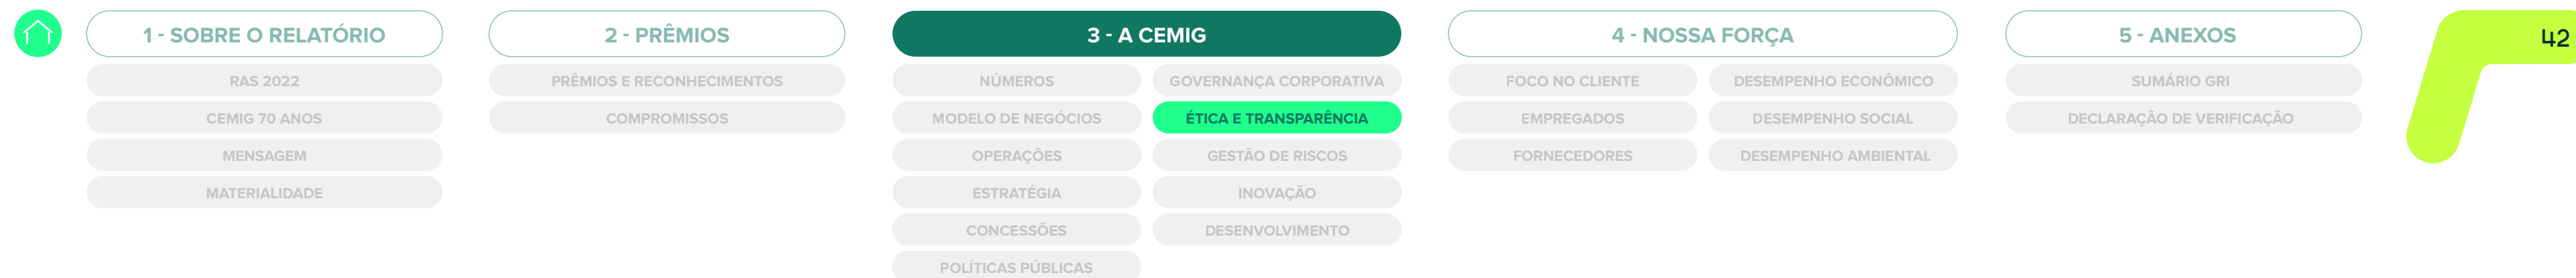 1 - SOBRE O RELATÓRIO
RAS 2022
CEMIG 70 ANOS
MENSAGEM
MATERIALIDADE
2 - PRÊMIOS
PRÊMIOS E RECONHECIMENTOS
COMPROMISSOS
3 - A CEMIG
NÚMEROS
MODELO DE NEGÓCIOS
OPERAÇÕES
ESTRATÉGIA
CONCESSÕES
POLÍTICAS PÚBLICAS
GOVERNANÇA CORPORATIVA
ÉTICA E TRANSPARÊNCIA
GESTÃO DE RISCOS
INOVAÇÃO
DESENVOLVIMENTO
4 - NOSSA FORÇA
FOCO NO CLIENTE
EMPREGADOS
FORNECEDORES
DESEMPENHO ECONÔMICO
DESEMPENHO SOCIAL
DESEMPENHO AMBIENTAL
5 - ANEXOS
SUMÁRIO GRI
DECLARAÇÃO DE VERIFICAÇÃO
42